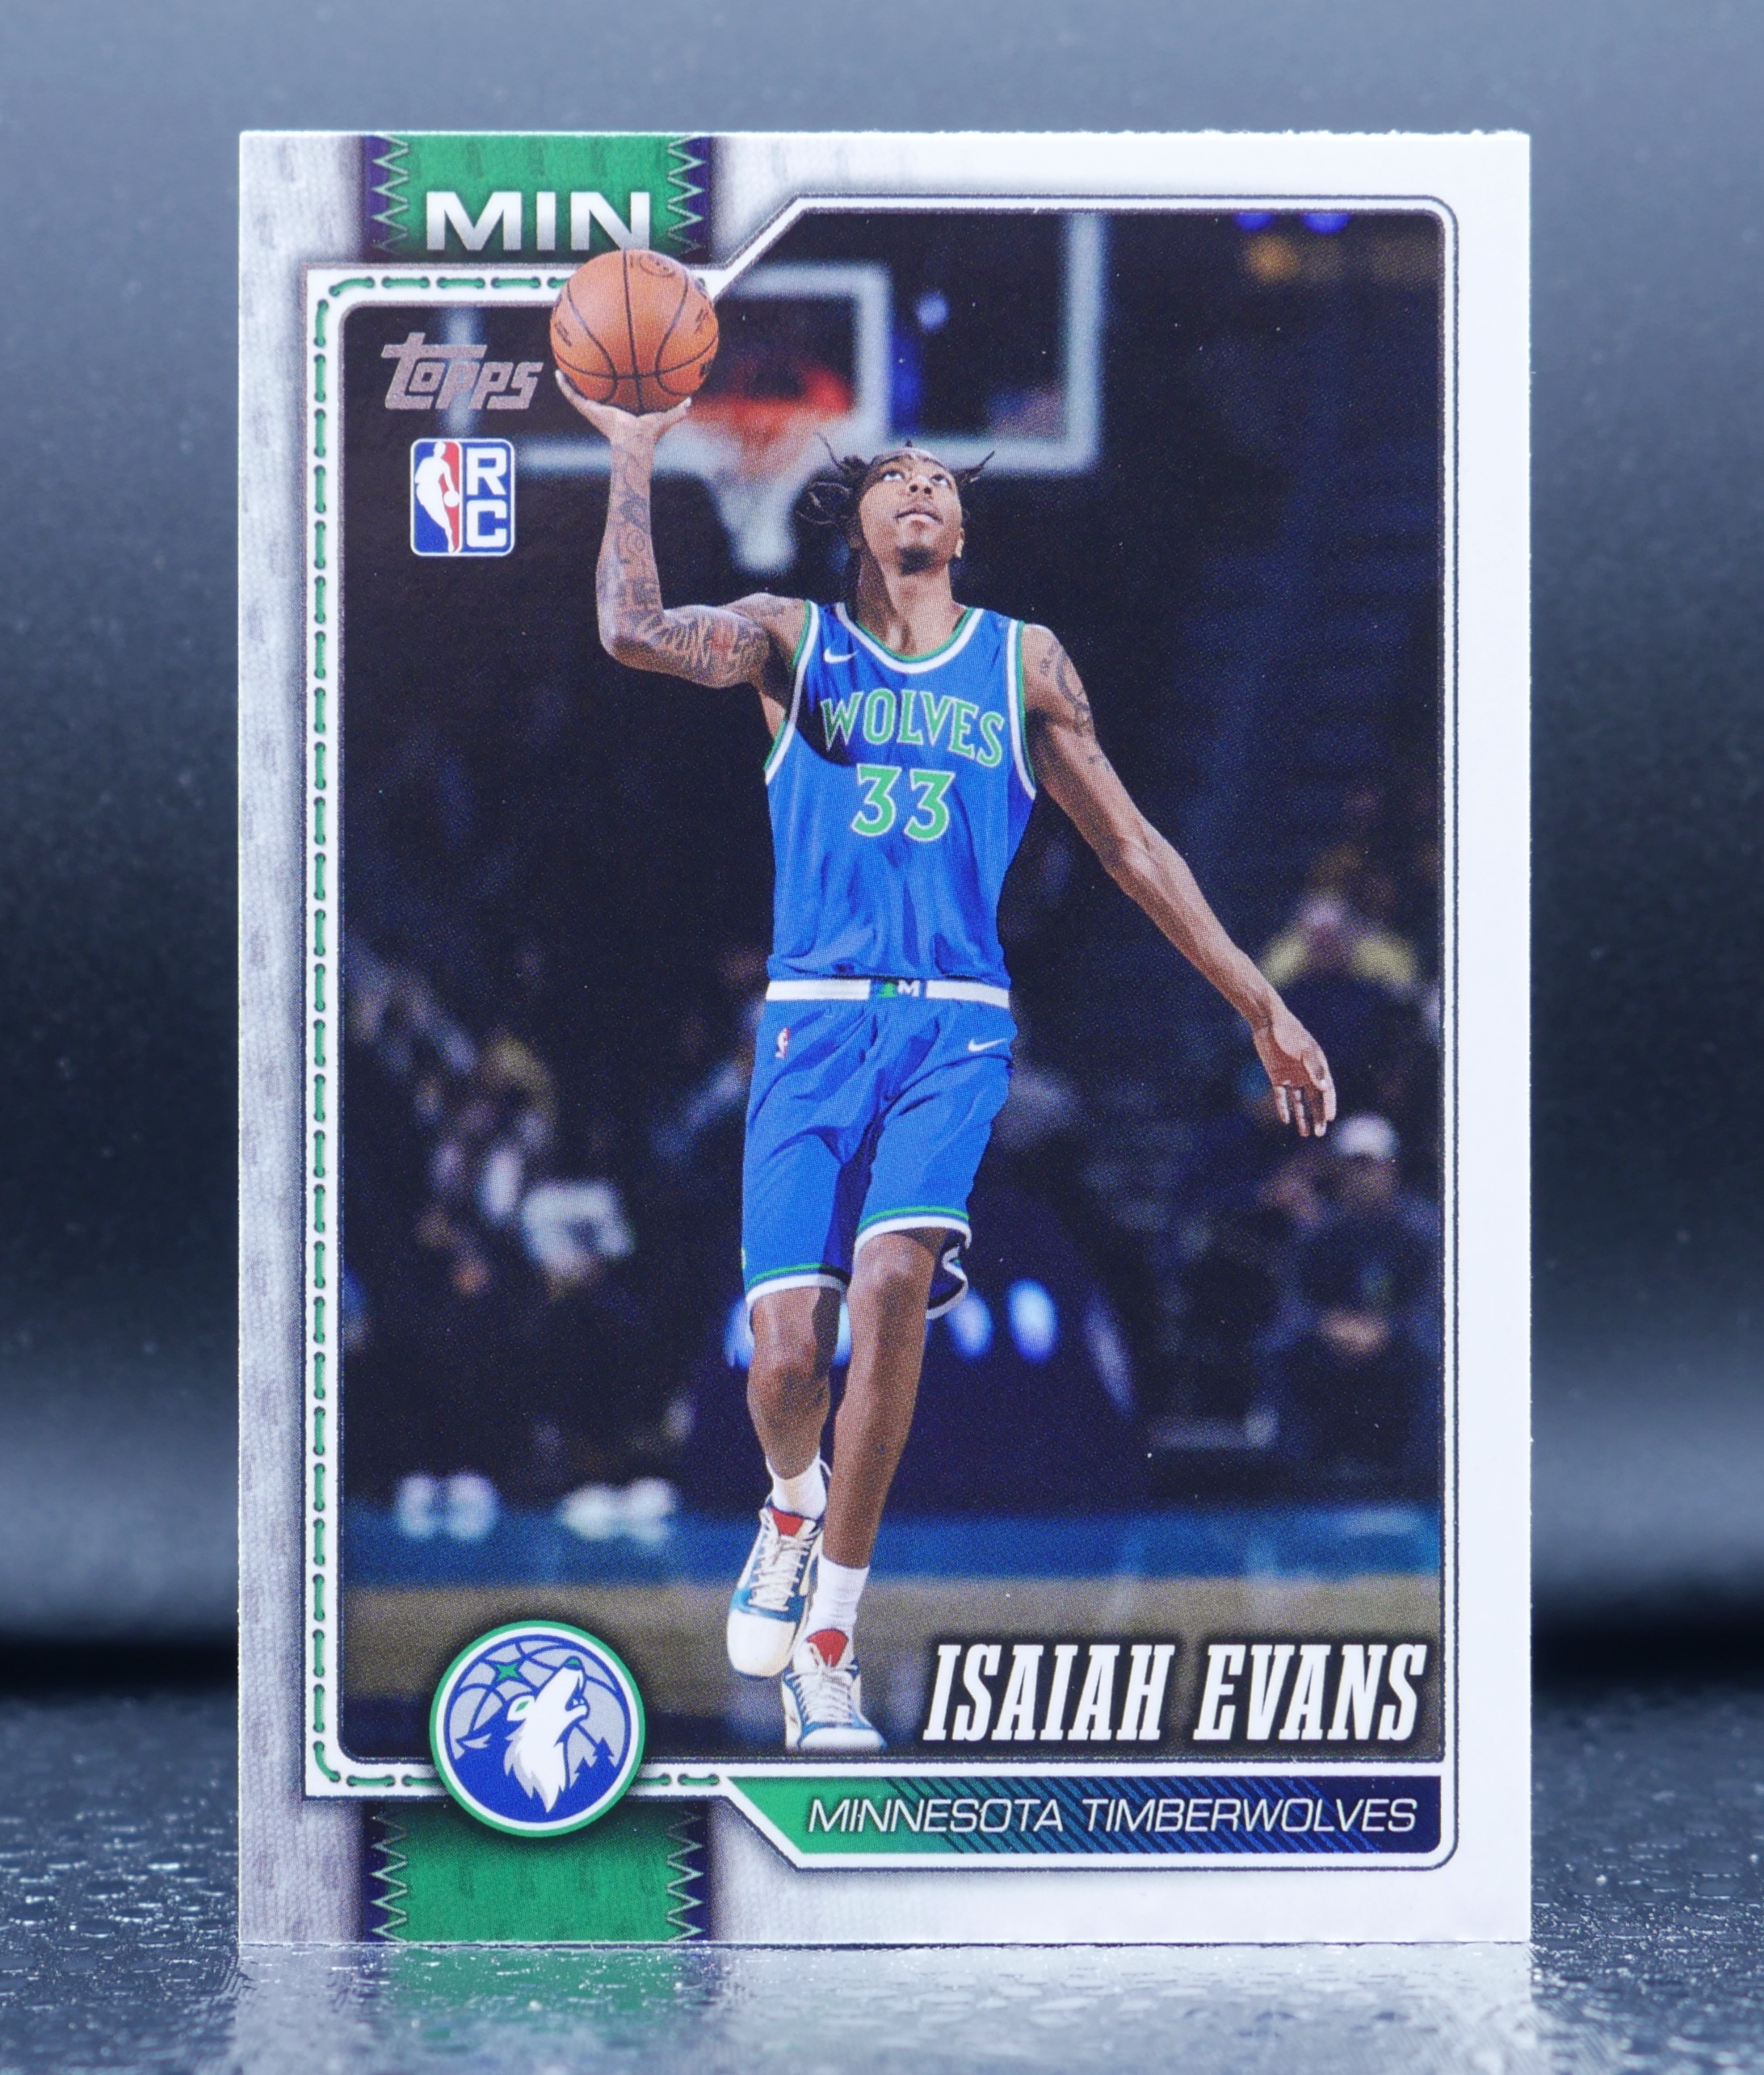 MIN
Topps
RC
WOLVES
33
M
ISAIAH EVANS
MINNESOTA TIMBERWOLVES